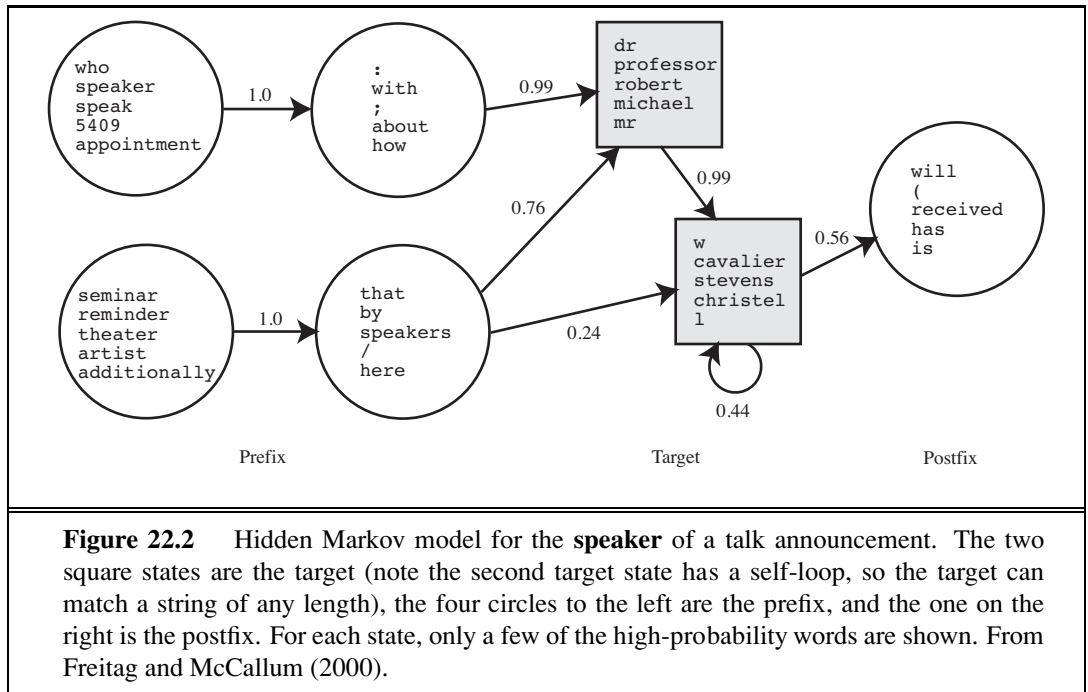 who
speaker
speak
5409
appointment
1.0
:
with
;
about
how
0.99
dr
professor
robert
michael
mr
0.99
0.76
seminar
reminder
theater
artist
additionally
1.0
that
by
speakers
/
here
0.24
w
cavalier
stevens
christel
l
0.44
0.56
will
(
received
has
is
Prefix
Target
Postfix
Figure 22.2 Hidden Markov model for the speaker of a talk announcement. The two
square states are the target (note the second target state has a self-loop, so the target can
match a string of any length), the four circles to the left are the prefix, and the one on the
right is the postfix. For each state, only a few of the high-probability words are shown. From
Freitag and McCallum (2000).